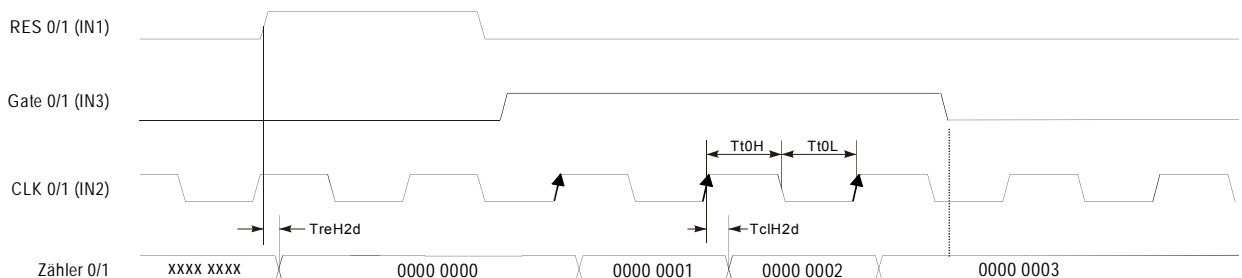 RES 0/1 (IN1)
Gate 0/1 (IN3)
Tt0H Tt0L
CLK 0/1 (IN2)
TreH2d TclH2d
Zähler 0/1 xxxx xxxx 0000 0000 0000 0001 0000 0002 0000 0003